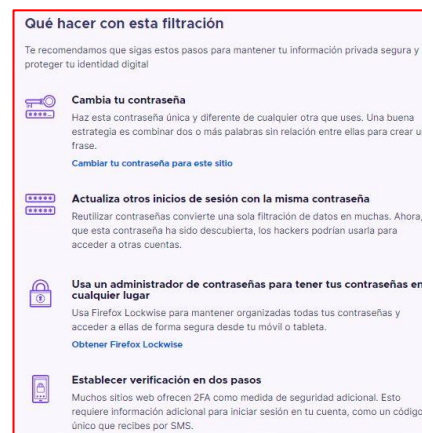 Qué hacer con esta filtración
Te recomendamos que sigas estos pasos para mantener tu información privada segura y
proteger tu identidad digital
Cambia tu contraseña
Haz esta contraseña única y diferente de cualquier otra que uses. Una buena
estrategia es combinar dos o más palabras sin relación entre ellas para crear
frase.
Cambiar tu contraseña para este sitio
Actualiza otros inicios de sesión con la misma contraseña
Reutilizar contraseñas convierte una sola filtración de datos en muchas. Ahora,
que esta contraseña ha sido descubierta, los hackers podrían usarla para
acceder a otras cuentas.
Usa un administrador de contraseñas para tener tus contraseñas en
cualquier lugar
Usa Firefox Lockwise para mantener organizadas todas tus contraseñas y
acceder a ellas de forma segura desde tu móvil o tableta.
Obtener Firefox Lockwise
Establecer verificación en dos pasos
Muchos sitios web ofrecen 2FA como medida de seguridad adicional. Esto
requiere información adicional para iniciar sesión en tu cuenta, como un código
único que recibes por SMS.